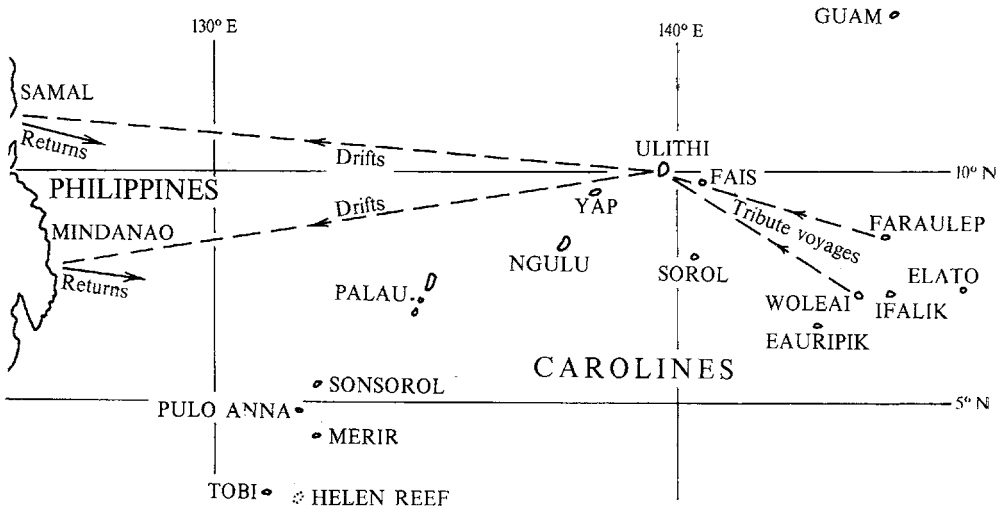 GUAM
130° E
140° E
SAMAL
Returns
Drifts
ULITHI
10° N
PHILIPPINES
FAIS
YAP
Drifts
MINDANAO
Tribute voyages
FARAULEP
NGULU
SOROL
Returns
PALAU
ELATO
WOLEAI
IFALIK
EAURIPIK
CAROLINES
SONSOROL
PULO ANNA
5° N
MERIR
TOBI
HELEN REEF